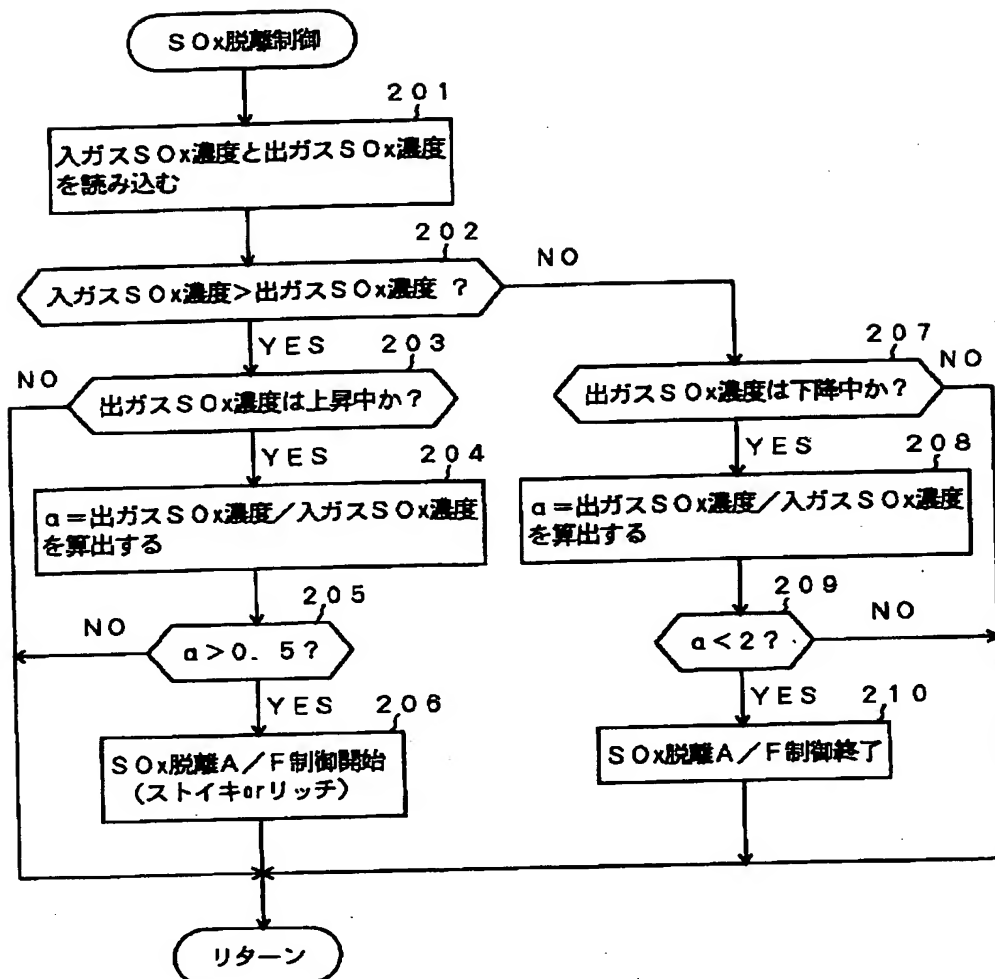 SOx脱離制御
201
入ガスSOx濃度と出ガスSOx濃度
を読み込む
202
入ガスSOx濃度>出ガスSOx濃度 ?
NO
YES
203
NO
出ガスSOx濃度は上昇中か?
YES
204
α=出ガスSOx濃度/入ガスSOx濃度
を算出する
205
NO
α>0.5?
YES
206
SOx脱離A/F制御開始
(ストイキorリッチ)
207
NO
出ガスSOx濃度は下降中か?
YES
208
α=出ガスSOx濃度/入ガスSOx濃度
を算出する
209
NO
α<2?
YES
210
SOx脱離A/F制御終了
リターン